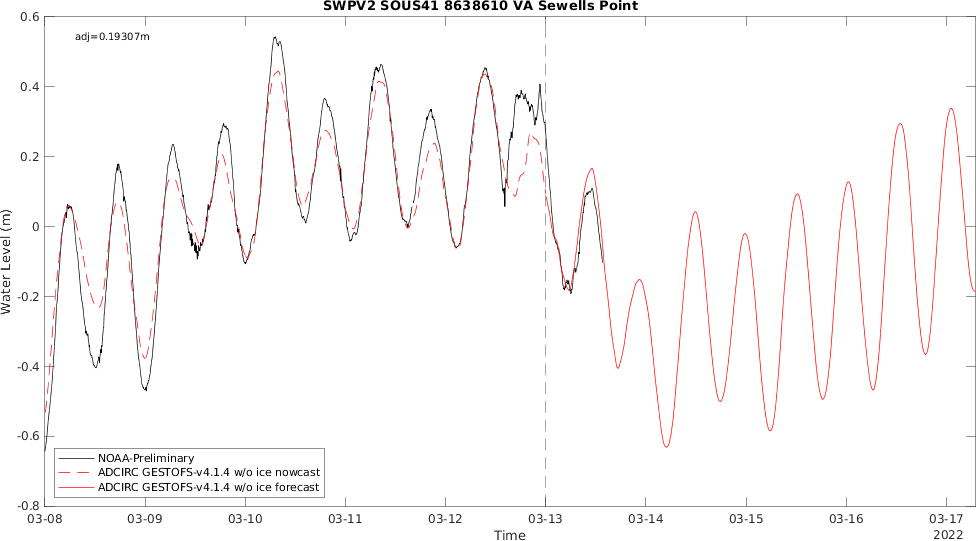 SWPV2 SOUS41 8638610 VA Sewells Point
adj=0.19307m
0.6
0.4
0.2
0
-0.2
-0.4
-0.6
-0.8
Water Level (m)
NOAA-Preliminary
ADCIRC GESTOFS-v4.1.4 w/o ice nowcast
ADCIRC GESTOFS-v4.1.4 w/o ice forecast
03-08 03-09 03-10 03-11 03-12 03-13 03-14 03-15 03-16 03-17
Time
2022